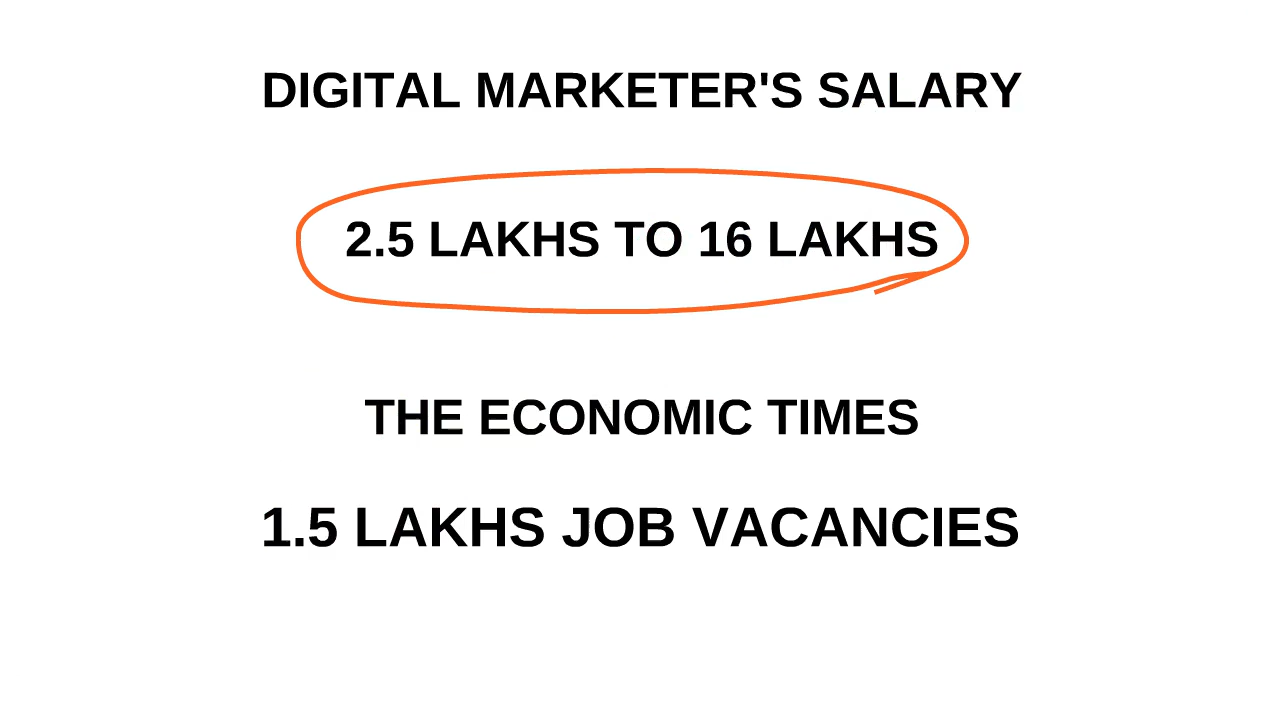 DIGITAL MARKETER'S SALARY
2.5 LAKHS TO 16 LAKHS
THE ECONOMIC TIMES
1.5 LAKHS JOB VACANCIES